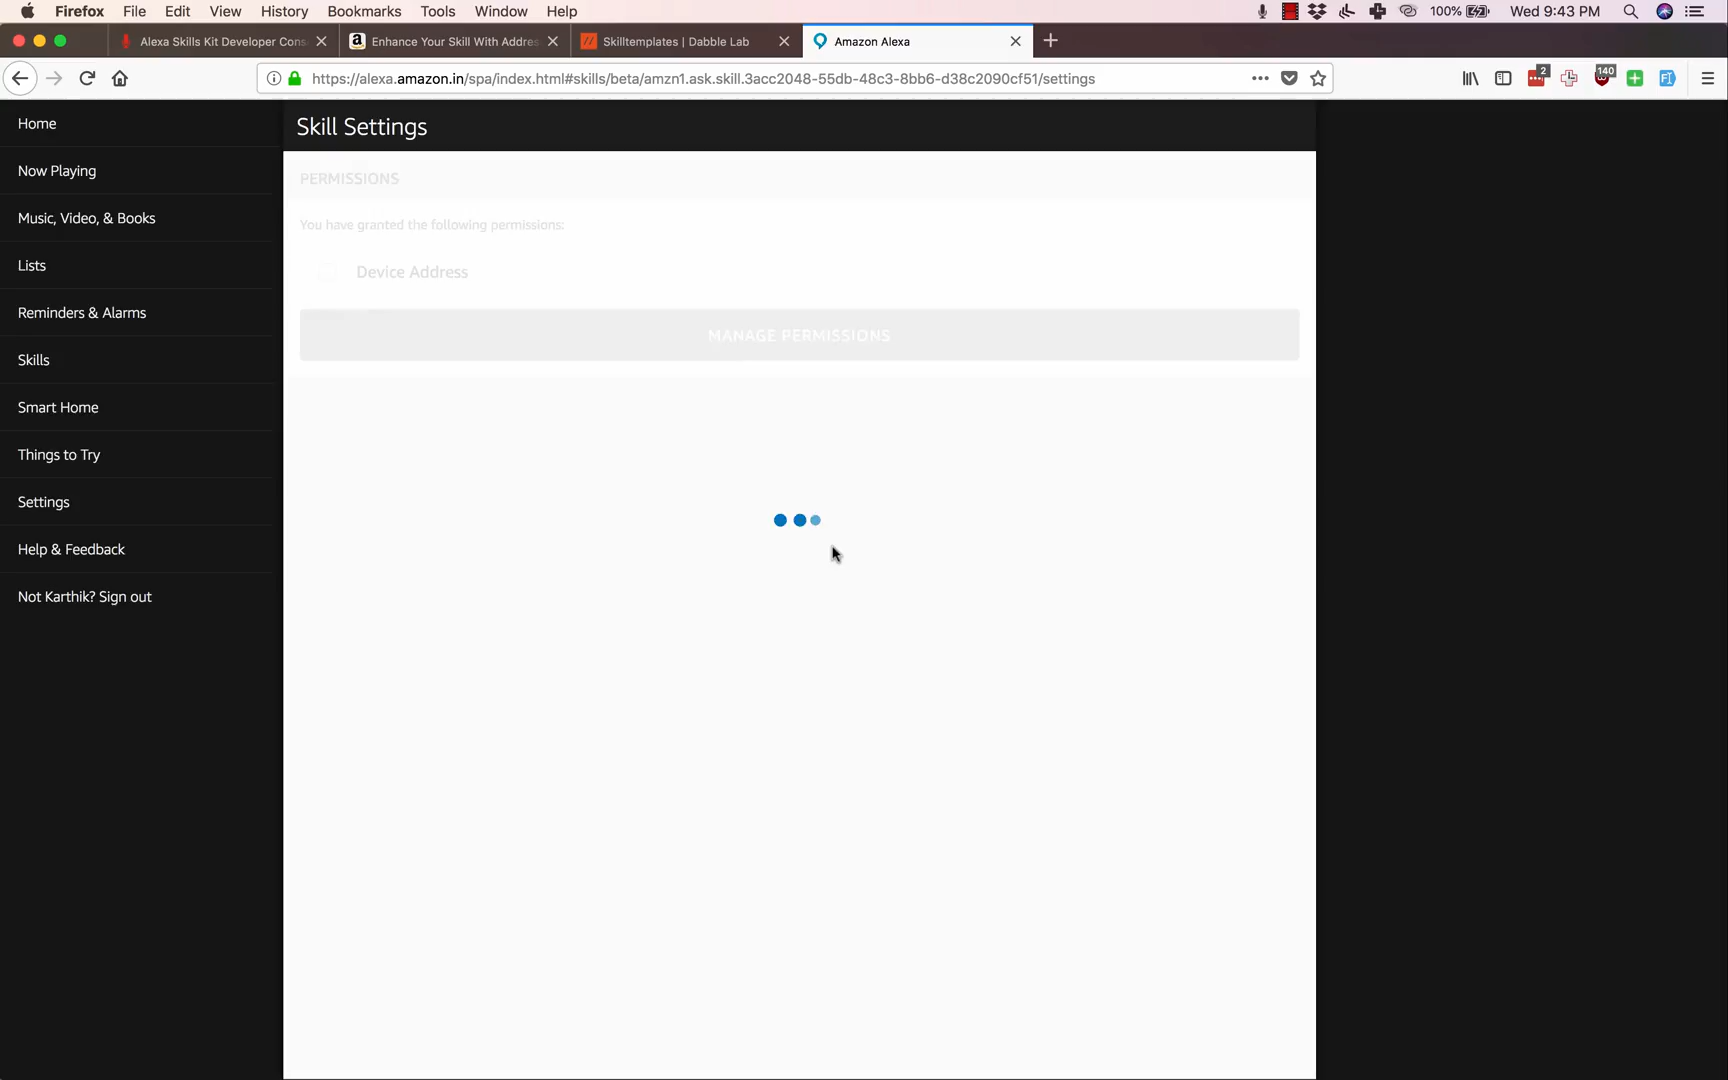 Firefox File Edit View History Bookmarks Tools Window Help 100% Wed 9:43 PM
Alexa Skills Kit Developer Cons
Enhance Your Skill With Addres
Skilltemplates | Dabble Lab
Amazon Alexa
https://alexa.amazon.in/spa/index.html#skills/beta/amzn1.ask.skill.3acc2048-55db-48c3-8bb6-d38c2090cf51/settings
2
140
Home
Now Playing
Music, Video, & Books
Lists
Reminders & Alarms
Skills
Smart Home
Things to Try
Settings
Help & Feedback
Not Karthik? Sign out
Skill Settings
PERMISSIONS
You have granted the following permissions:
Device Address
MANAGE PERMISSIONS